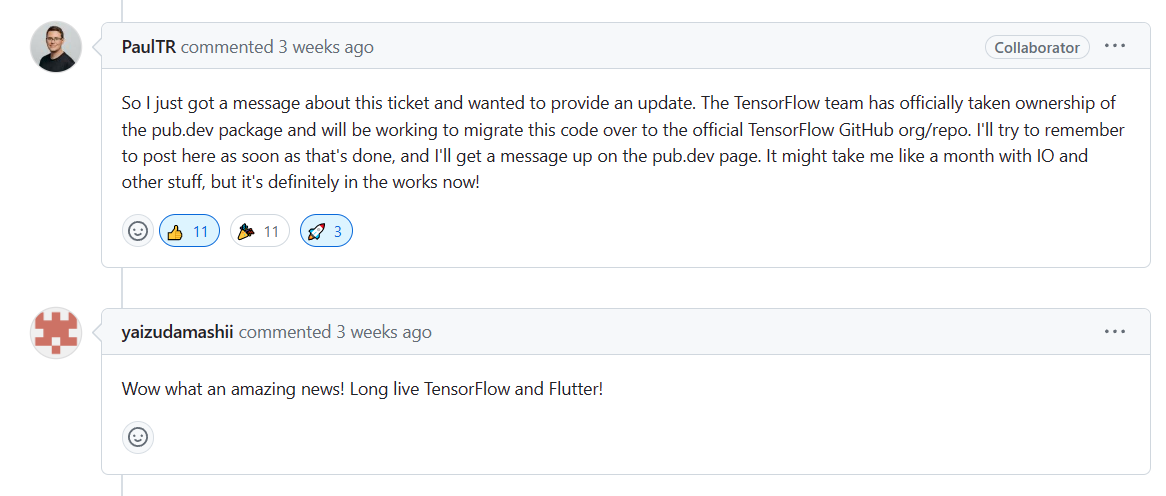 PaulTR commented 3 weeks ago
Collaborator
So I just got a message about this ticket and wanted to provide an update. The TensorFlow team has officially taken ownership of
the pub.dev package and will be working to migrate this code over to the official TensorFlow GitHub org/repo. I'll try to remember
to post here as soon as that's done, and I'll get a message up on the pub.dev page. It might take me like a month with IO and
other stuff, but it's definitely in the works now!
11 11 3
yaizudamashii commented 3 weeks ago
Wow what an amazing news! Long live TensorFlow and Flutter!